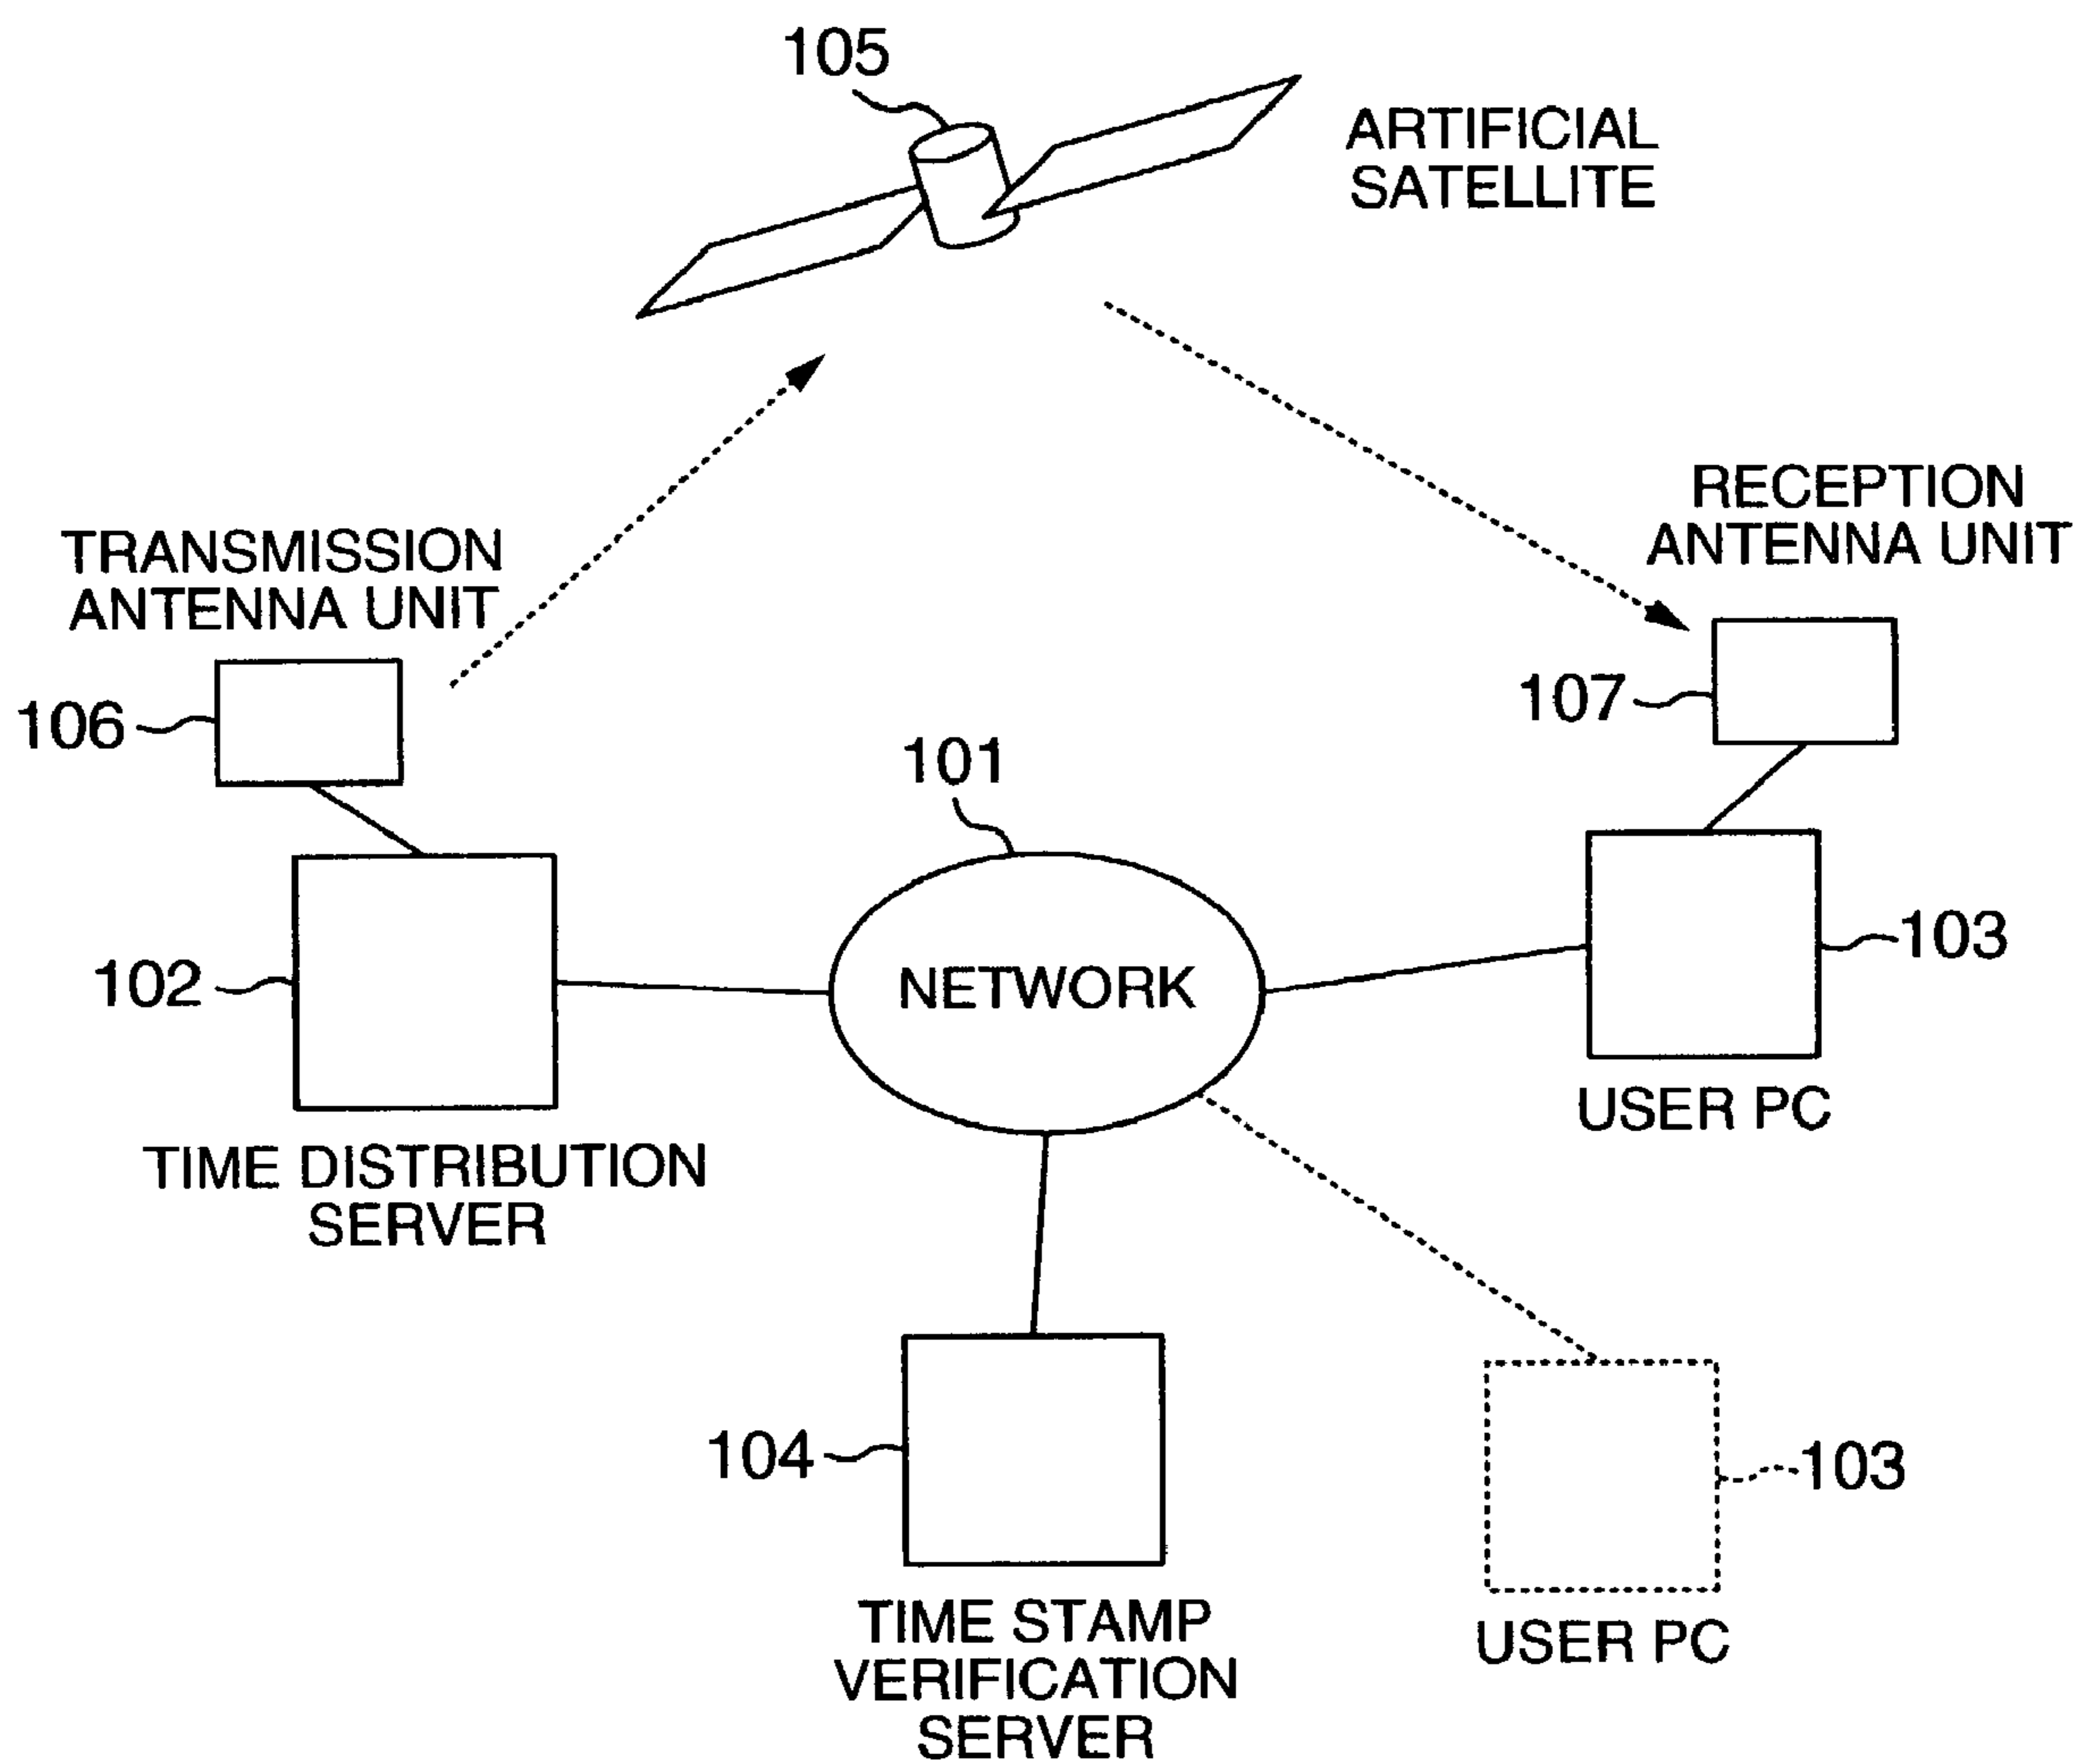 105
ARTIFICIAL
SATELLITE
RECEPTION
ANTENNA UNIT
TRANSMISSION
ANTENNA UNIT
106
107
101
102
NETWORK
103
USER PC
TIME DISTRIBUTION
SERVER
104
103
TIME STAMP
VERIFICATION
SERVER
USER PC